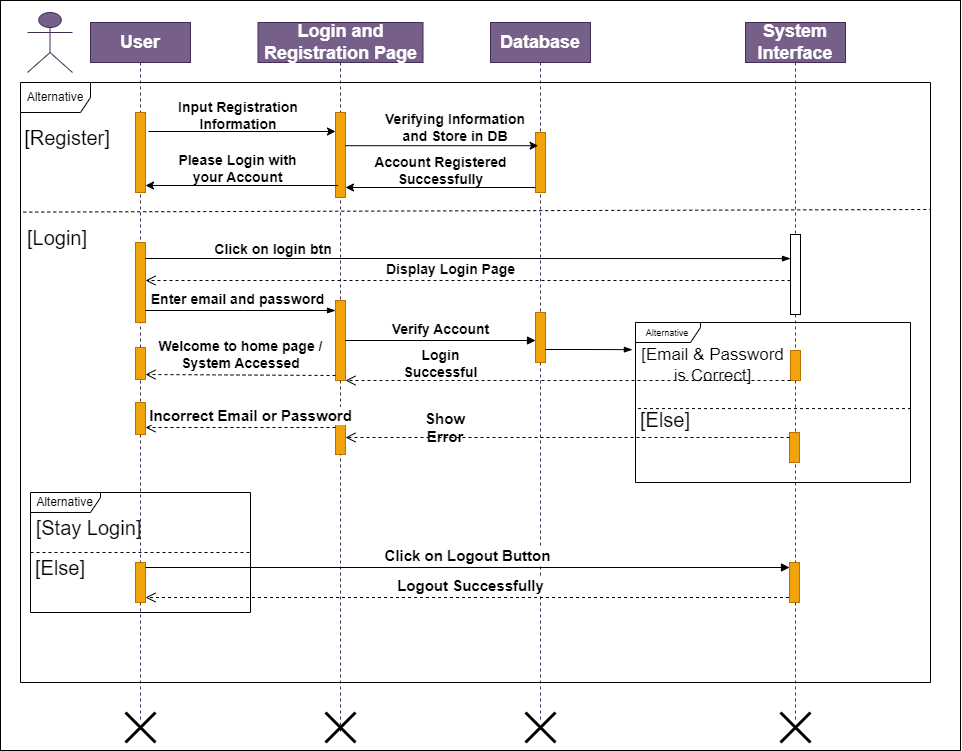 User
Login and
Registration Page
Database
System
Interface
Alternative
[Register]
Input Registration
Information
Verifying Information
and Store in DB
Please Login with
your Account
Account Registered
Successfully
[Login]
Click on login btn
Display Login Page
Enter email and password
Verify Account
Alternative
[Email & Password
is Correct]
Welcome to home page /
System Accessed
Login
Successful
Incorrect Email or Password
Show
Error
[Else]
Alternative
[Stay Login]
[Else]
Click on Logout Button
Logout Successfully